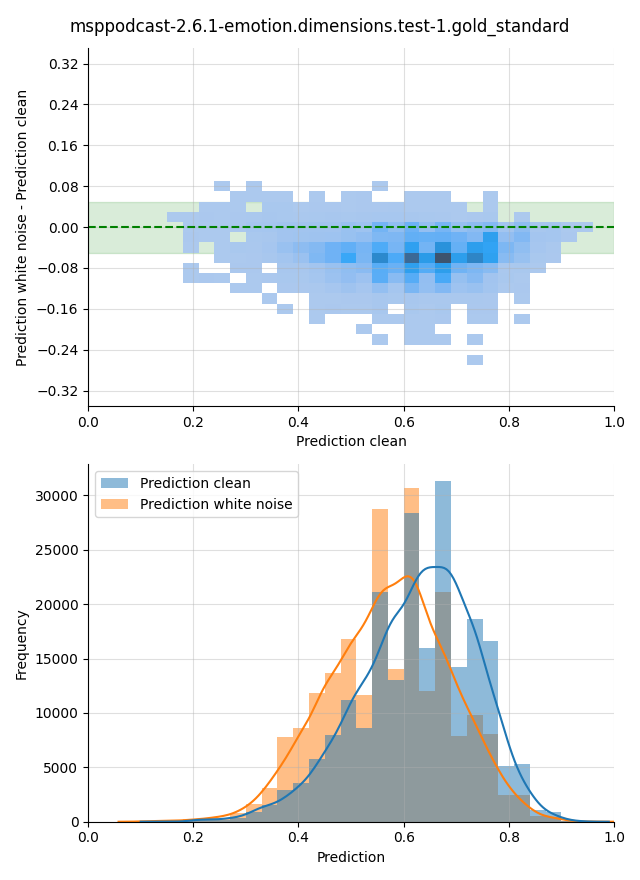 msppodcast-2.6.1-emotion.dimensions.test-1.gold_standard
0.32
0.24
0.16
0.08
0.00
−0.08
−0.16
−0.24
−0.32
Prediction white noise - Prediction clean
0.0 0.2 0.4 0.6 0.8 1.0
Prediction clean
Prediction clean
Prediction white noise
30000
25000
20000
15000
10000
5000
0
Frequency
0.0 0.2 0.4 0.6 0.8 1.0
Prediction